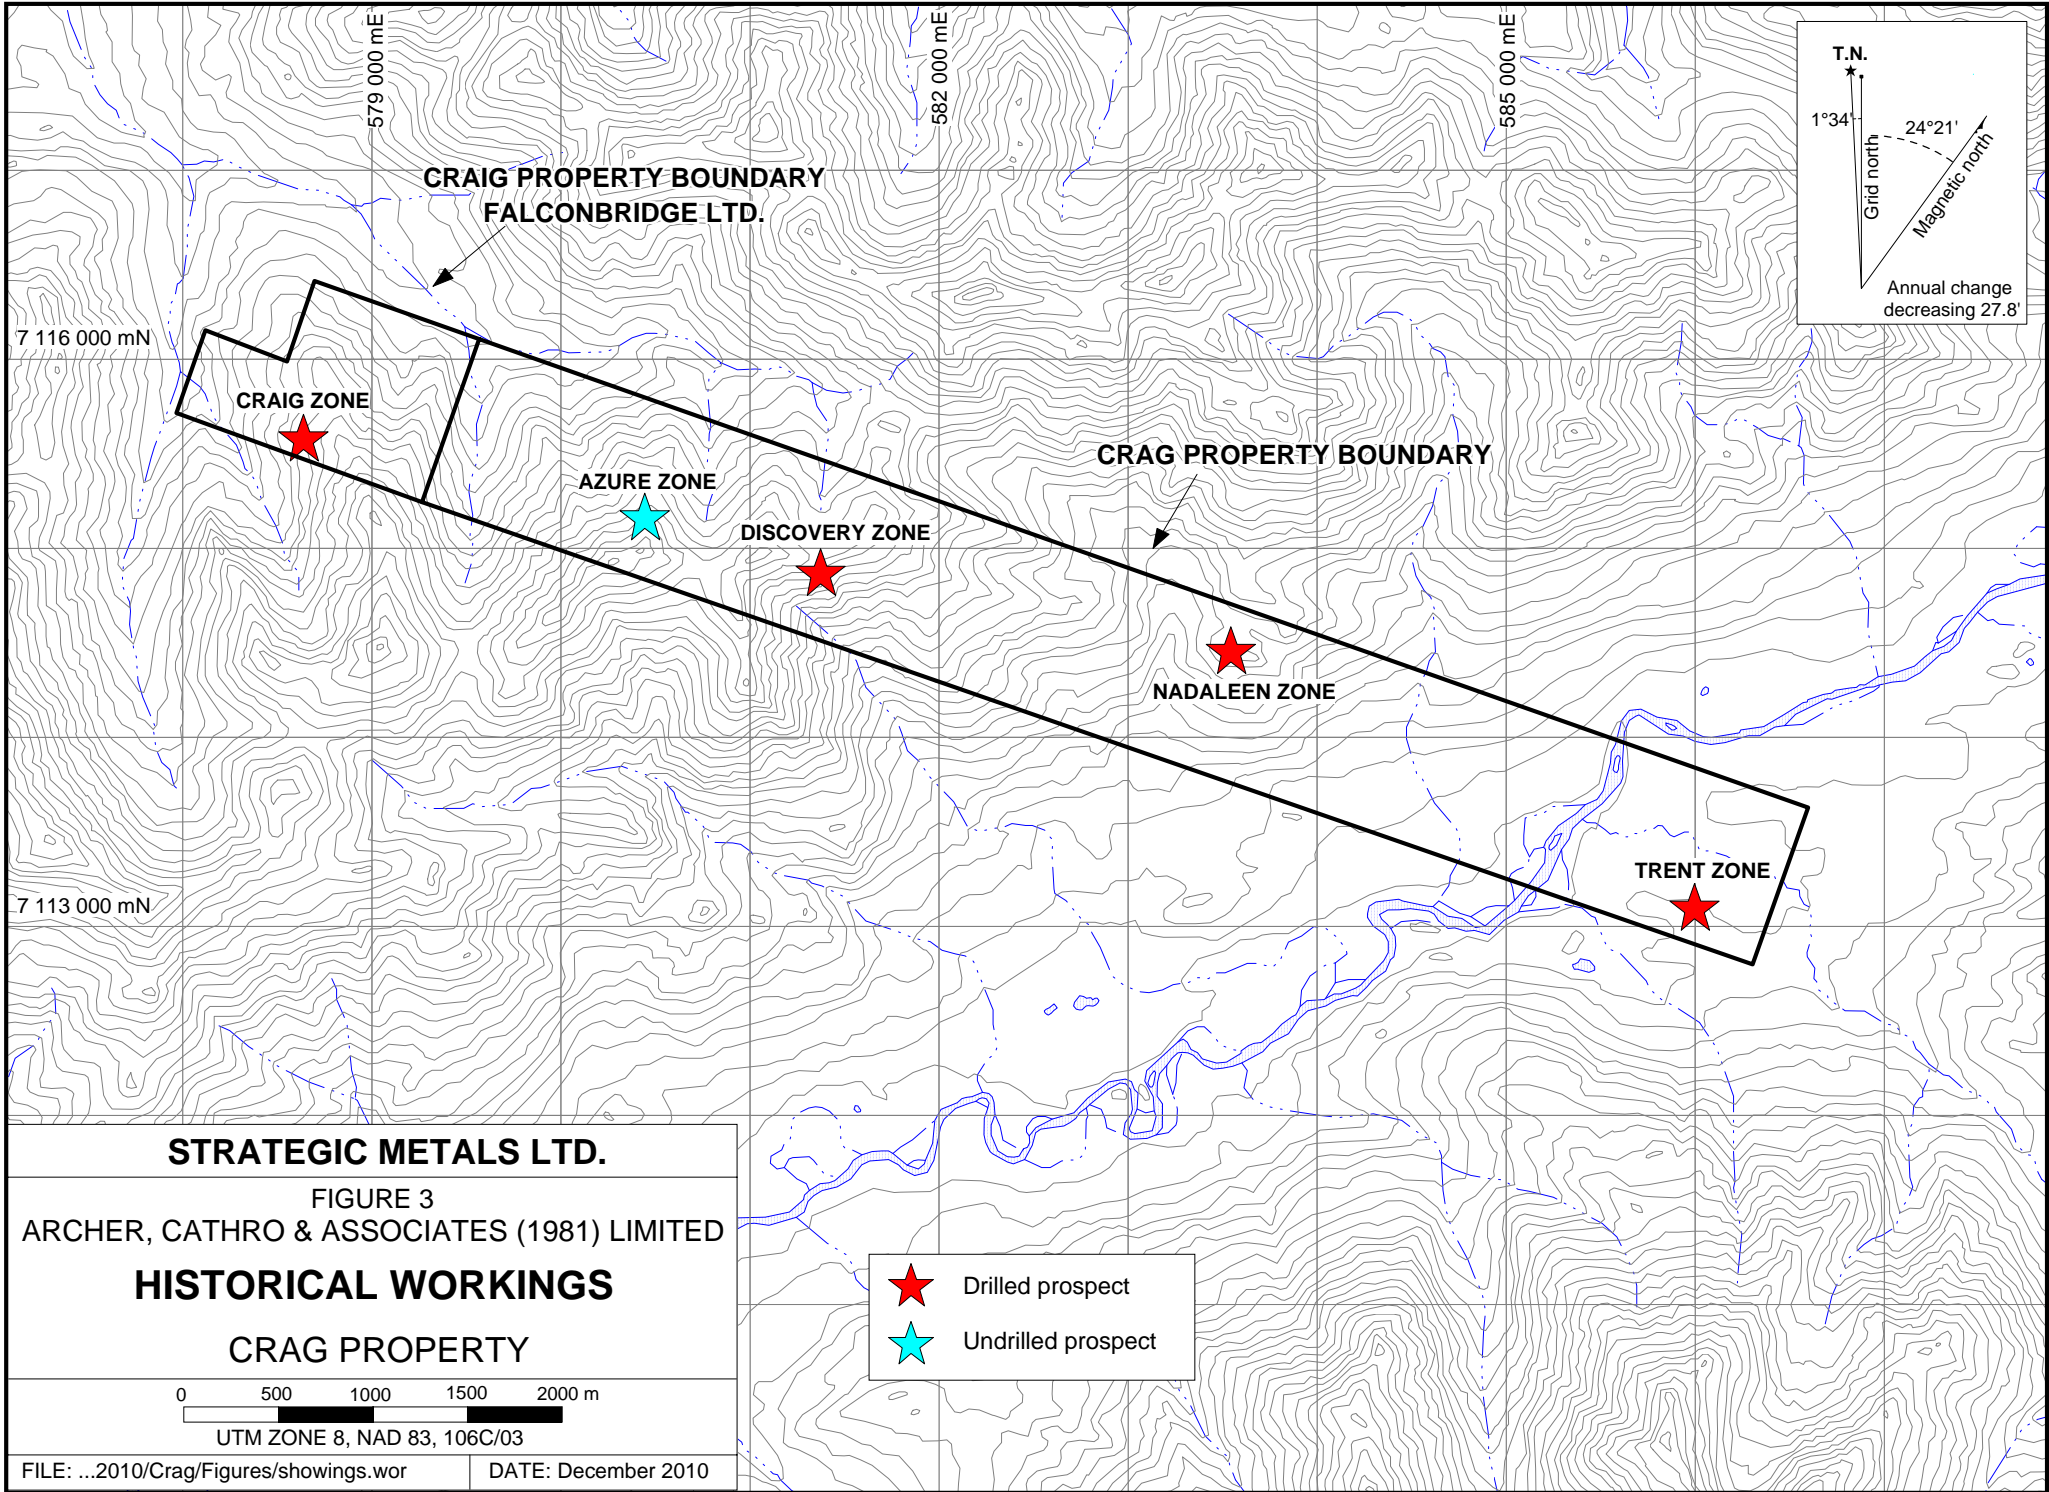 579 000 mE
582 000 mE
585 000 mE
T.N.
1°34'
24°21'
Grid north
Magnetic north
Annual change
decreasing 27.8'
CRAIG PROPERTY BOUNDARY
FALCONBRIDGE LTD.
7 116 000 mN
CRAIG ZONE
AZURE ZONE
DISCOVERY ZONE
CRAG PROPERTY BOUNDARY
NADALEEN ZONE
TRENT ZONE
7 113 000 mN
STRATEGIC METALS LTD.
FIGURE 3
ARCHER, CATHRO & ASSOCIATES (1981) LIMITED
HISTORICAL WORKINGS
CRAG PROPERTY
0 500 1000 1500 2000 m
UTM ZONE 8, NAD 83, 106C/03
FILE: ...2010/Crag/Figures/showings.wor
DATE: December 2010
Drilled prospect
Undrilled prospect